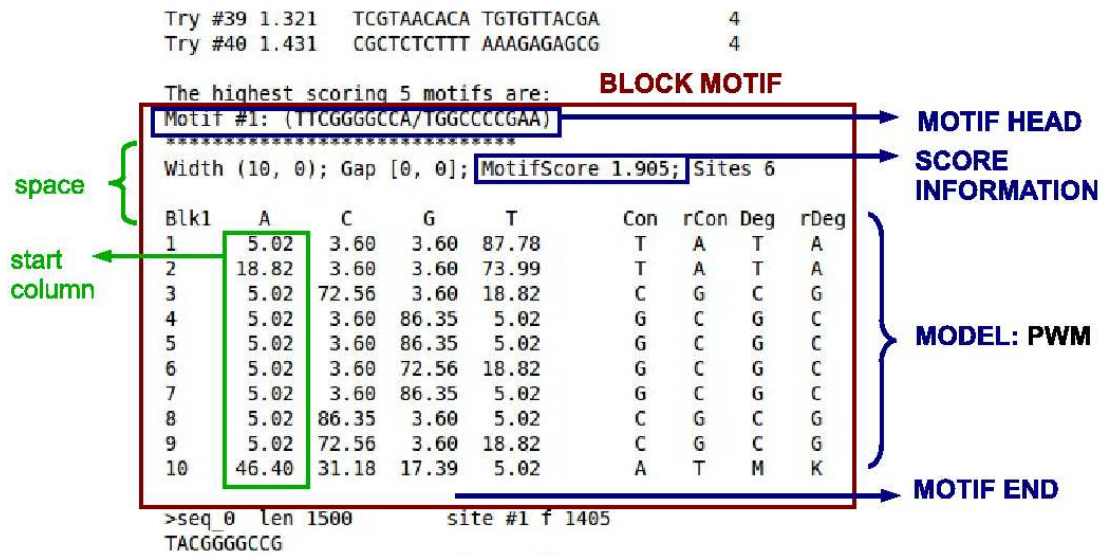 Try #39 1.321 TCGTAACACA TGTGTTACGA 4
Try #40 1.431 CGCTCTCTTT AAAGAGAGCG 4
The highest scoring 5 motifs are:
BLOCK MOTIF
Motif #1: (TTCGGGGCCA/TGGCCCCGAA)
MOTIF HEAD
******************************
Width (10, 0); Gap [0, 0]; MotifScore 1.905; Sites 6
SCORE
INFORMATION
space
Blk1 A C G T Con rCon Deg rDeg
1 5.02 3.60 3.60 87.78 T A T A
2 18.82 3.60 3.60 73.99 T A T A
3 5.02 72.56 3.60 18.82 C G C G
4 5.02 3.60 86.35 5.02 G C G C
5 5.02 3.60 86.35 5.02 G C G C
6 5.02 3.60 72.56 18.82 G C G C
7 5.02 3.60 86.35 5.02 G C G C
8 5.02 86.35 3.60 5.02 C G C G
9 5.02 72.56 3.60 18.82 C G C G
10 46.40 31.18 17.39 5.02 A T M K
start
column
MODEL: PWM
MOTIF END
>seq_0 len 1500 site #1 f 1405
TACGGGGCCG